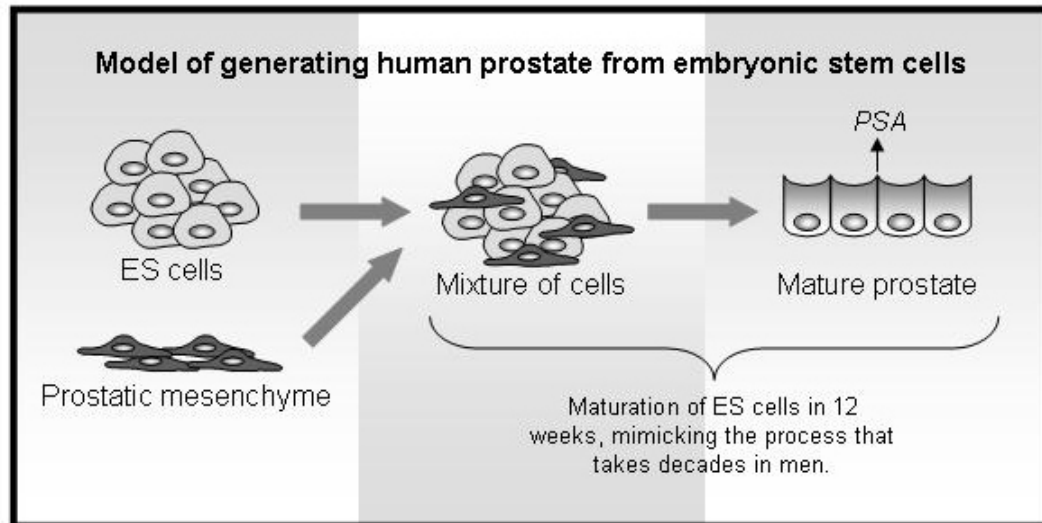 Model of generating human prostate from embryonic stem cells
PSA
ES cells
Mixture of cells
Mature prostate
Prostatic mesenchyme
Maturation of ES cells in 12
weeks, mimicking the process that
takes decades in men.